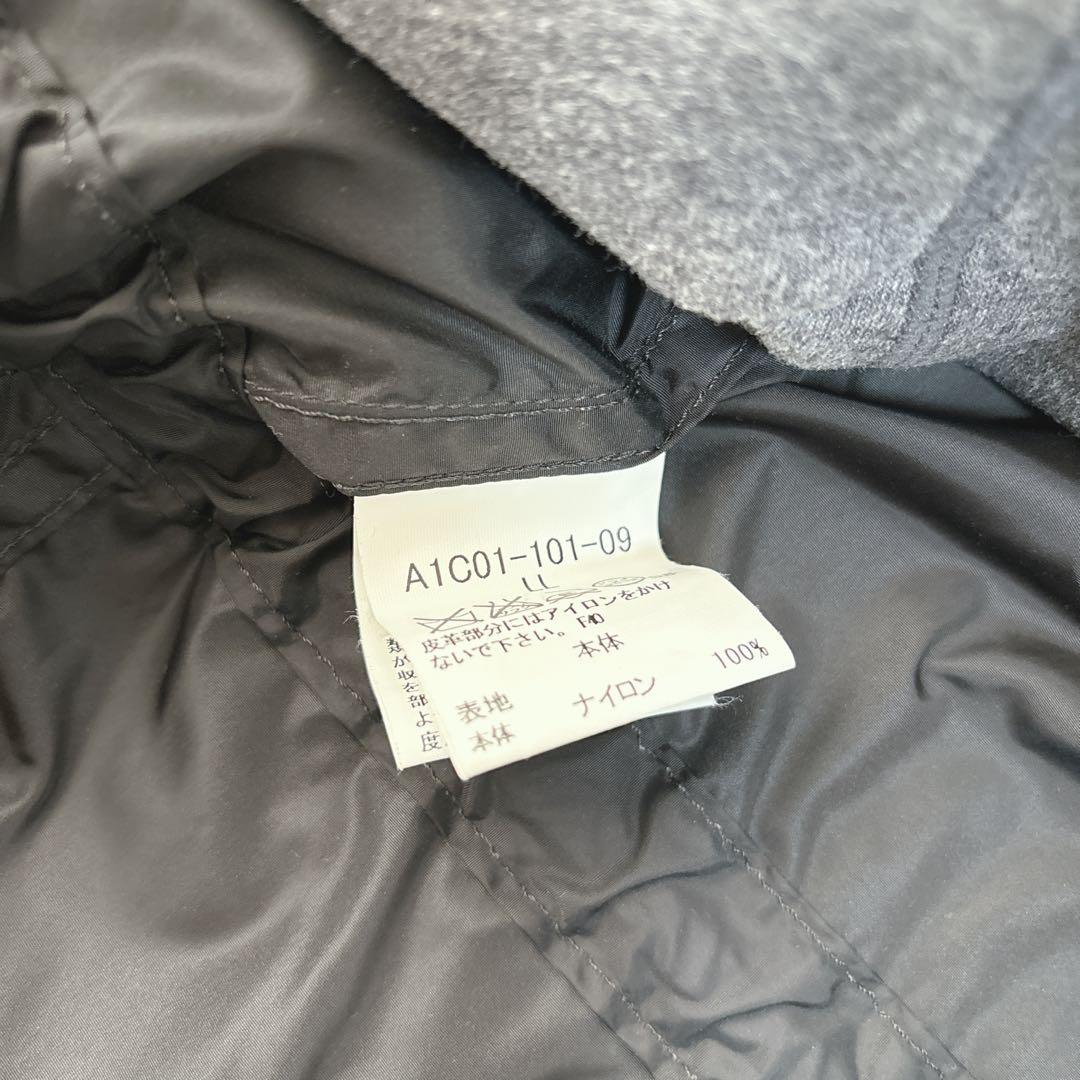 A1C01-101-09
LL
皮革部分にはアイロンをかけ
ないで下さい。 F40
本体
表地 ナイロン 100%
本体